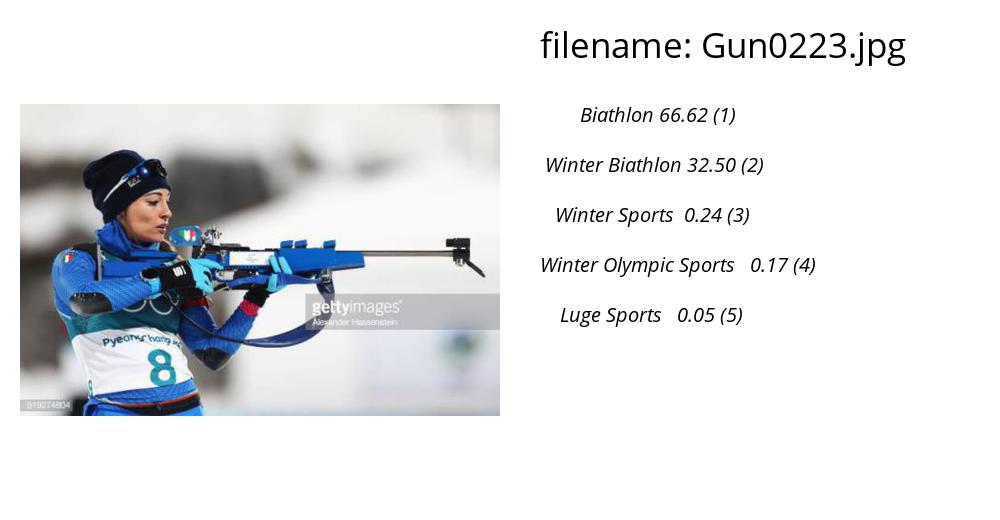 filename: Gun0223.jpg
Biathlon 66.62 (1)
Winter Biathlon 32.50 (2)
Winter Sports 0.24 (3)
Winter Olympic Sports 0.17 (4)
Luge Sports 0.05 (5)
gettyimages®
Alexander Hassenstein
8
919274804